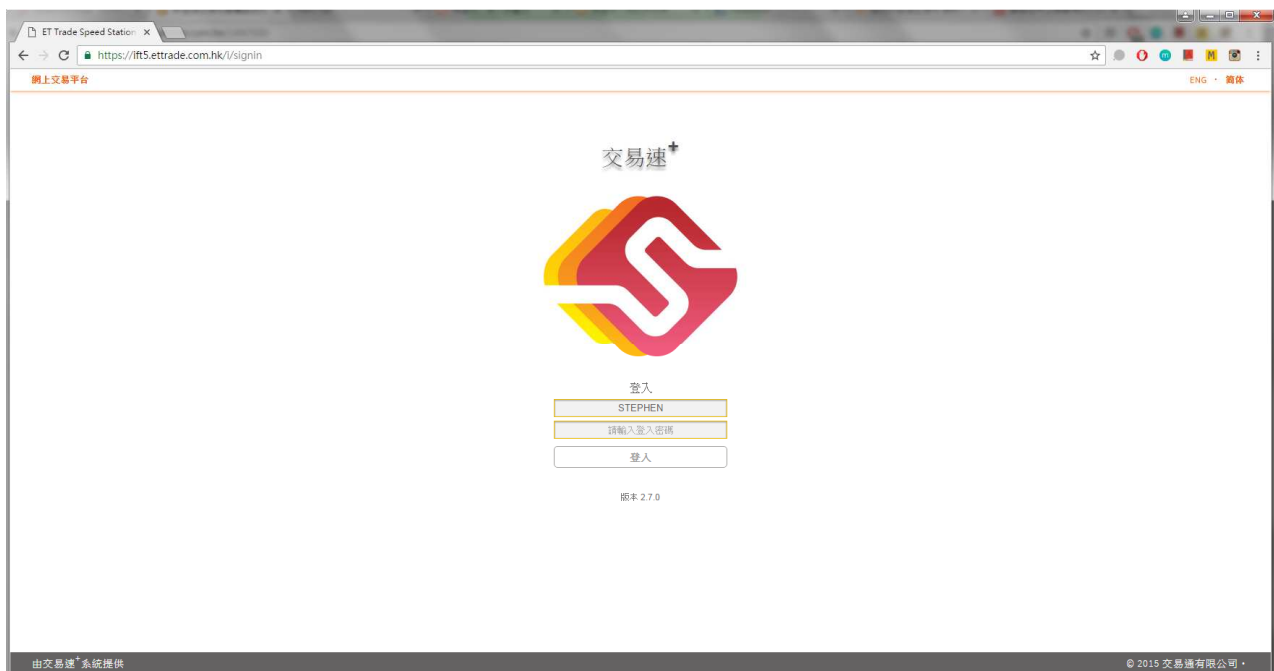 ET Trade Speed Station
https://ift5.ettrade.com.hk/i/signin
網上交易平台
ENG · 簡体
交易速+
登入
STEPHEN
請輸入登入密碼
登入
版本 2.7.0
由交易速+系統提供
© 2015 交易通有限公司·